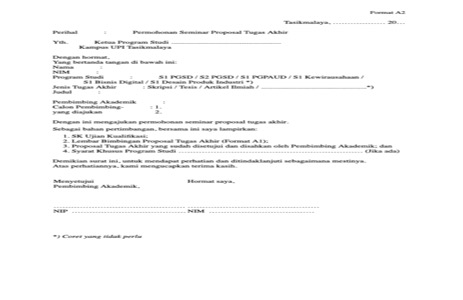 Format A2
Tasikmalaya, ........................ 20....
Perihal : Permohonan Seminar Proposal Tugas Akhir
Yth. Ketua Program Studi ................................................
Kampus UPI Tasikmalaya
Dengan hormat,
Yang bertanda tangan di bawah ini:
Nama :
NIM :
Program Studi : S1 PGSD / S2 PGSD / S1 PGPAUD / S1 Kewirausahaan /
S1 Bisnis Digital / S1 Desain Produk Industri *)
Jenis Tugas Akhir : Skripsi / Tesis / Artikel Ilmiah / ................................................*)
Judul :
Pembimbing Akademik :
Calon Pembimbing- : 1.
yang diajukan 2.
Dengan ini mengajukan permohonan seminar proposal tugas akhir.
Sebagai bahan pertimbangan, bersama ini saya lampirkan:
1. SK Ujian Kualifikasi;
2. Lembar Bimbingan Proposal Tugas Akhir (Format A1);
3. Proposal Tugas Akhir yang sudah disetujui dan disahkan oleh Pembimbing Akademik; dan
4. Syarat Khusus Program Studi ................................................................ (Jika ada)
Demikian surat ini, untuk mendapat perhatian dan ditindaklanjuti sebagaimana mestinya.
Atas perhatiannya, kami mengucapkan terima kasih.
Menyetujui Hormat saya,
Pembimbing Akademik,
................................................ ................................................
NIP ................................................ NIM ................................................
*) Coret yang tidak perlu